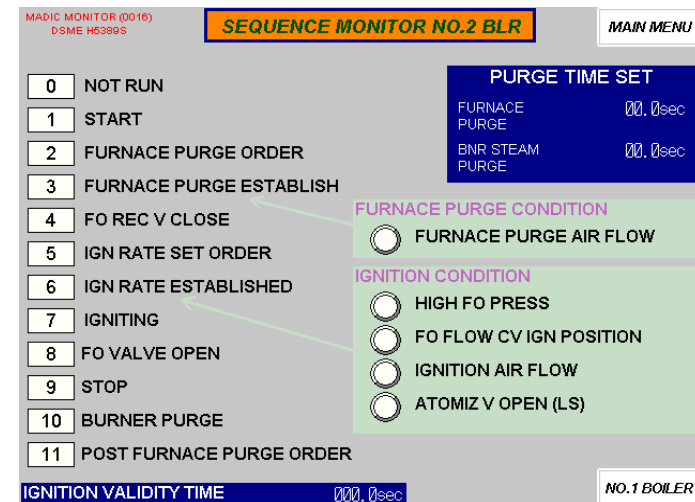 MADIC MONITOR (0016)
DSME H5389S
SEQUENCE MONITOR NO.2 BLR
MAIN MENU
0 NOT RUN
1 START
2 FURNACE PURGE ORDER
3 FURNACE PURGE ESTABLISH
4 FO REC V CLOSE
5 IGN RATE SET ORDER
6 IGN RATE ESTABLISHED
7 IGNITING
8 FO VALVE OPEN
9 STOP
10 BURNER PURGE
11 POST FURNACE PURGE ORDER
PURGE TIME SET
FURNACE
PURGE
00.0sec
BNR STEAM
PURGE
00.0sec
FURNACE PURGE CONDITION
FURNACE PURGE AIR FLOW
IGNITION CONDITION
HIGH FO PRESS
FO FLOW CV IGN POSITION
IGNITION AIR FLOW
ATOMIZ V OPEN (LS)
IGNITION VALIDITY TIME 000.0sec
NO.1 BOILER